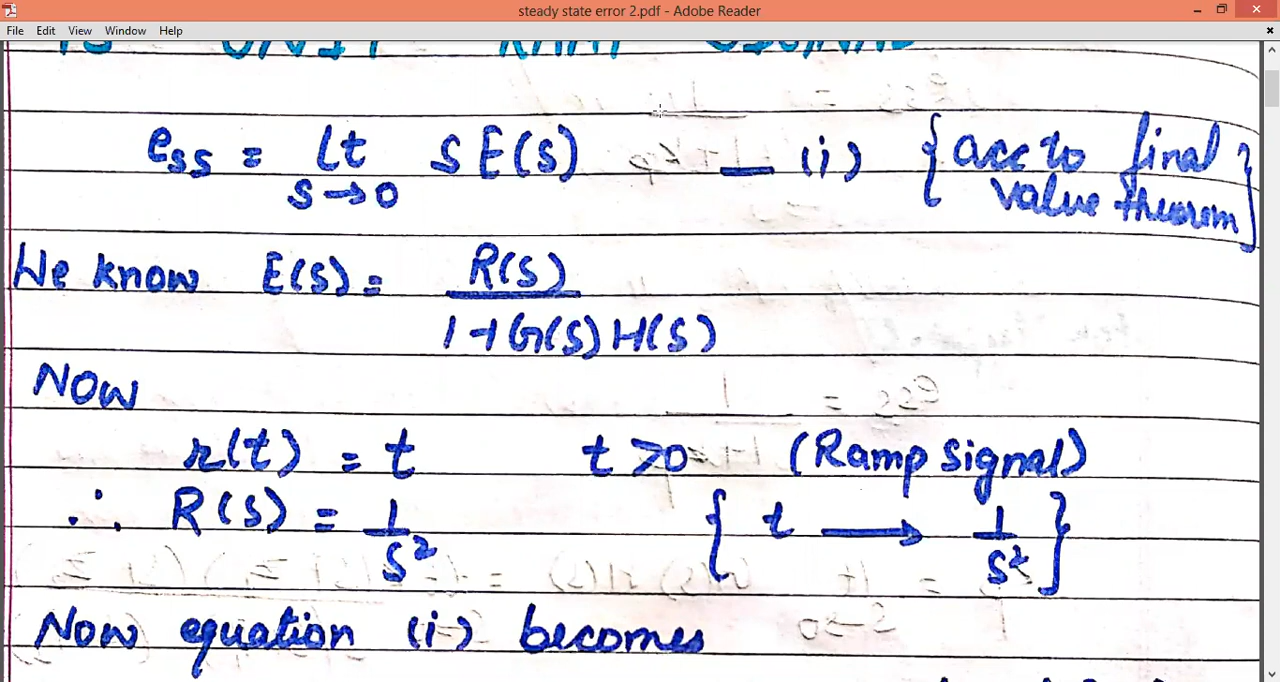 steady state error 2.pdf - Adobe Reader
File Edit View Window Help
ess = lt s→0 S E(S) — (i) { acc to final value theorem }
We know E(S) = R(S) / 1+G(S)H(S)
Now
r(t) = t t>0 (Ramp signal)
∴ R(S) = 1/S² { t → 1/S² }
Now equation (i) becomes